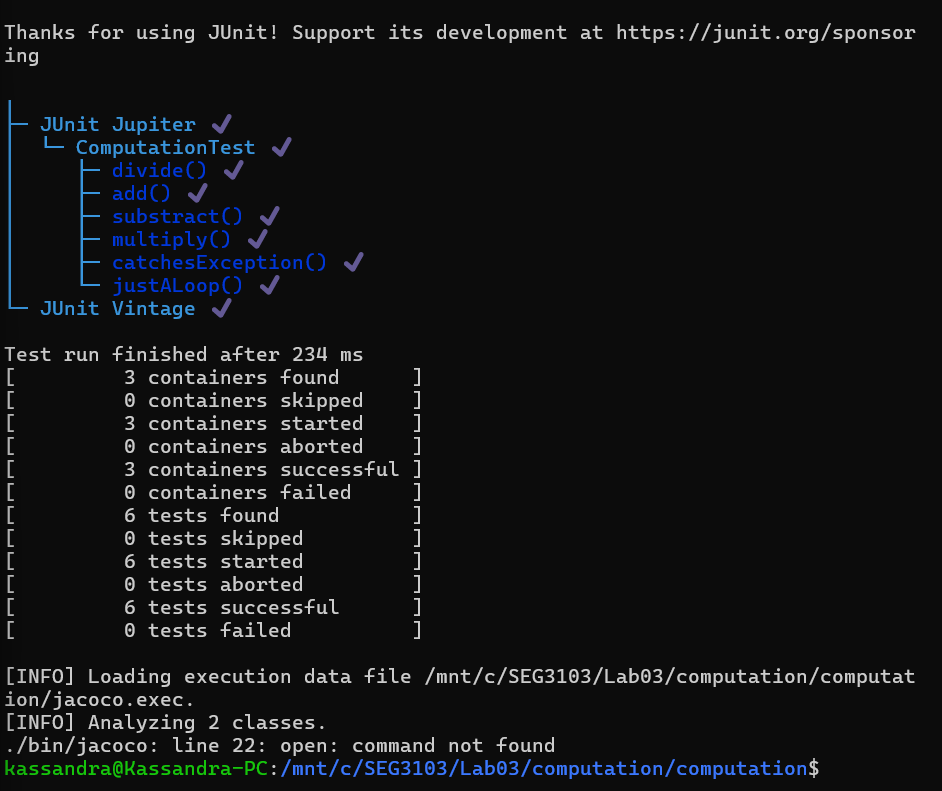 Thanks for using JUnit! Support its development at https://junit.org/sponsor
ing
├─ JUnit Jupiter ✔
│  └─ ComputationTest ✔
│     ├─ divide() ✔
│     ├─ add() ✔
│     ├─ substract() ✔
│     ├─ multiply() ✔
│     ├─ catchesException() ✔
│     └─ justALoop() ✔
└─ JUnit Vintage ✔
Test run finished after 234 ms
[         3 containers found      ]
[         0 containers skipped    ]
[         3 containers started    ]
[         0 containers aborted    ]
[         3 containers successful ]
[         0 containers failed     ]
[         6 tests found           ]
[         0 tests skipped         ]
[         6 tests started         ]
[         0 tests aborted         ]
[         6 tests successful      ]
[         0 tests failed          ]
[INFO] Loading execution data file /mnt/c/SEG3103/Lab03/computation/computat
ion/jacoco.exec.
[INFO] Analyzing 2 classes.
./bin/jacoco: line 22: open: command not found
kassandra@Kassandra-PC:/mnt/c/SEG3103/Lab03/computation/computation$